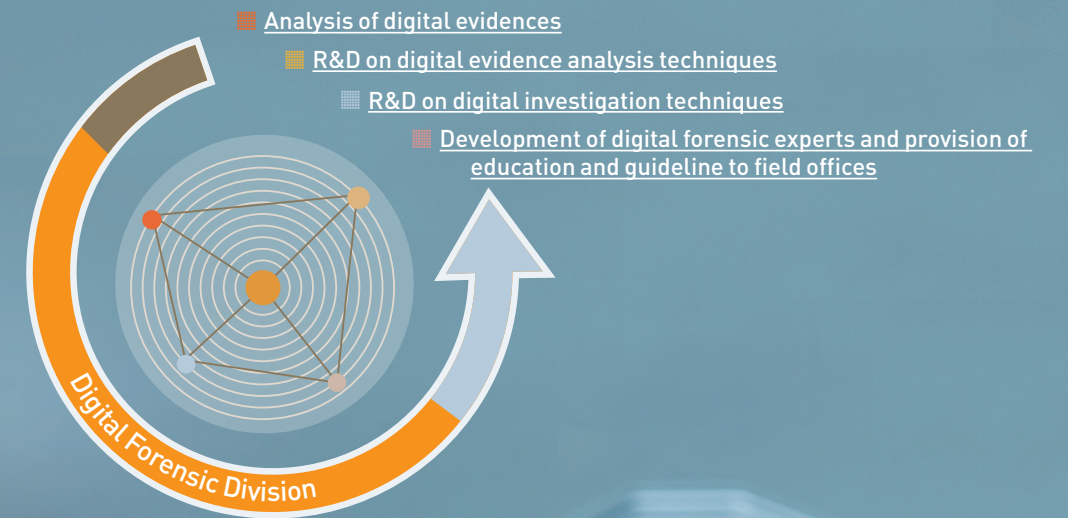 Analysis of digital evidences
R&D on digital evidence analysis techniques
R&D on digital investigation techniques
Development of digital forensic experts and provision of
education and guideline to field offices
Digital Forensic Division